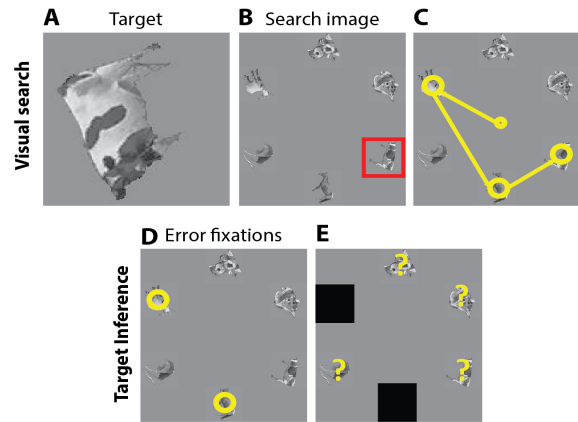 A Target
B Search image
C
Visual search
D Error fixations
E
Target Inference
?
?
?
?